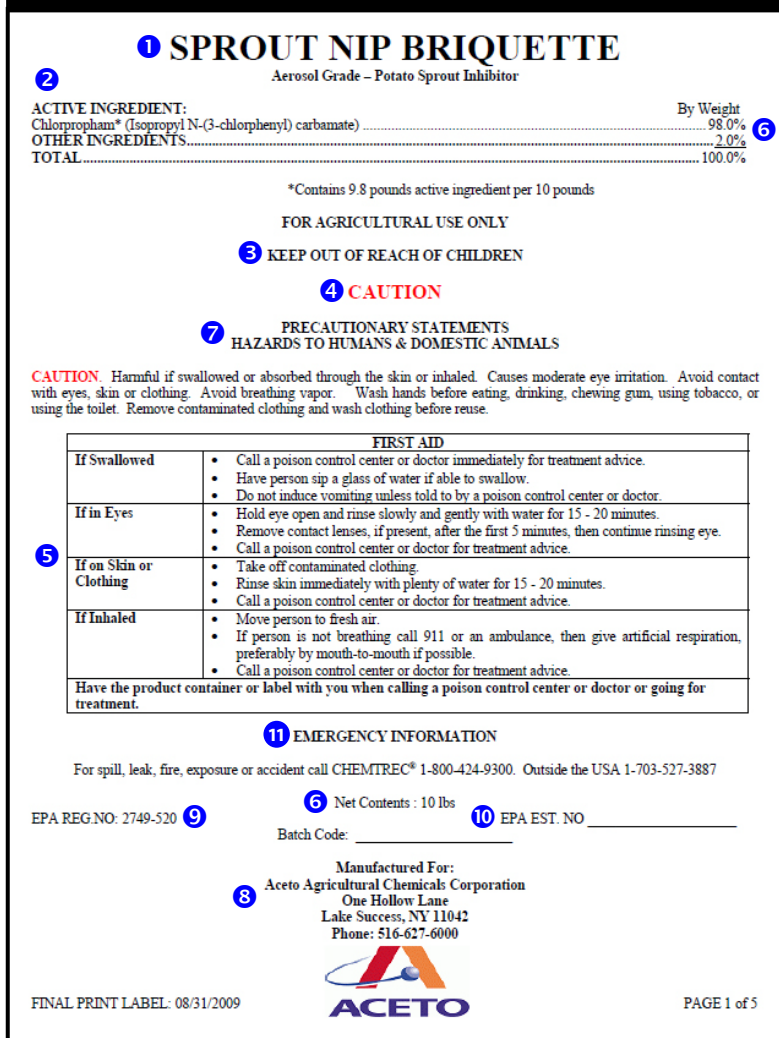 ❶ SPROUT NIP BRIQUETTE
Aerosol Grade – Potato Sprout Inhibitor
❷
ACTIVE INGREDIENT: By Weight
Chlorpropham* (Isopropyl N-(3-chlorphenyl) carbamate) ........ 98.0% ❻
OTHER INGREDIENTS........ 2.0%
TOTAL........ 100.0%
*Contains 9.8 pounds active ingredient per 10 pounds
FOR AGRICULTURAL USE ONLY
❸ KEEP OUT OF REACH OF CHILDREN
❹ CAUTION
❼ PRECAUTIONARY STATEMENTS
HAZARDS TO HUMANS & DOMESTIC ANIMALS
CAUTION. Harmful if swallowed or absorbed through the skin or inhaled. Causes moderate eye irritation. Avoid contact
with eyes, skin or clothing. Avoid breathing vapor. Wash hands before eating, drinking, chewing gum, using tobacco, or
using the toilet. Remove contaminated clothing and wash clothing before reuse.
❺
FIRST AID
If Swallowed • Call a poison control center or doctor immediately for treatment advice.
• Have person sip a glass of water if able to swallow.
• Do not induce vomiting unless told to by a poison control center or doctor.
If in Eyes • Hold eye open and rinse slowly and gently with water for 15 - 20 minutes.
• Remove contact lenses, if present, after the first 5 minutes, then continue rinsing eye.
• Call a poison control center or doctor for treatment advice.
If on Skin or • Take off contaminated clothing.
Clothing • Rinse skin immediately with plenty of water for 15 - 20 minutes.
• Call a poison control center or doctor for treatment advice.
If Inhaled • Move person to fresh air.
• If person is not breathing call 911 or an ambulance, then give artificial respiration,
preferably by mouth-to-mouth if possible.
• Call a poison control center or doctor for treatment advice.
Have the product container or label with you when calling a poison control center or doctor or going for
treatment.
⓫ EMERGENCY INFORMATION
For spill, leak, fire, exposure or accident call CHEMTREC® 1-800-424-9300. Outside the USA 1-703-527-3887
❻ Net Contents : 10 lbs
EPA REG.NO: 2749-520 ❾ ❿ EPA EST. NO ____________
Batch Code: ____________
Manufactured For:
Aceto Agricultural Chemicals Corporation
❽ One Hollow Lane
Lake Success, NY 11042
Phone: 516-627-6000
ACETO
FINAL PRINT LABEL: 08/31/2009 PAGE 1 of 5